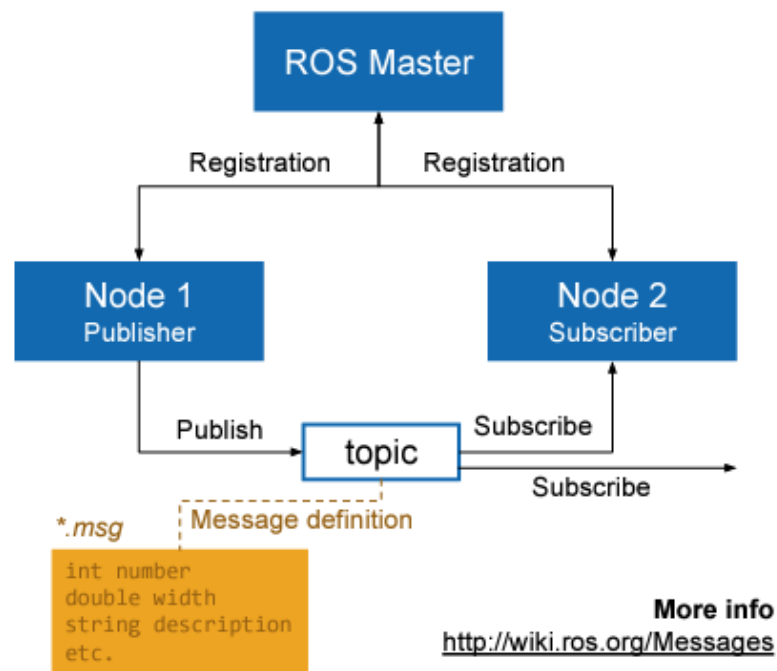 ROS Master
Registration
Registration
Node 1
Publisher
Node 2
Subscriber
Publish
topic
Subscribe
Subscribe
*.msg
Message definition
int number
double width
string description
etc.
More info
http://wiki.ros.org/Messages